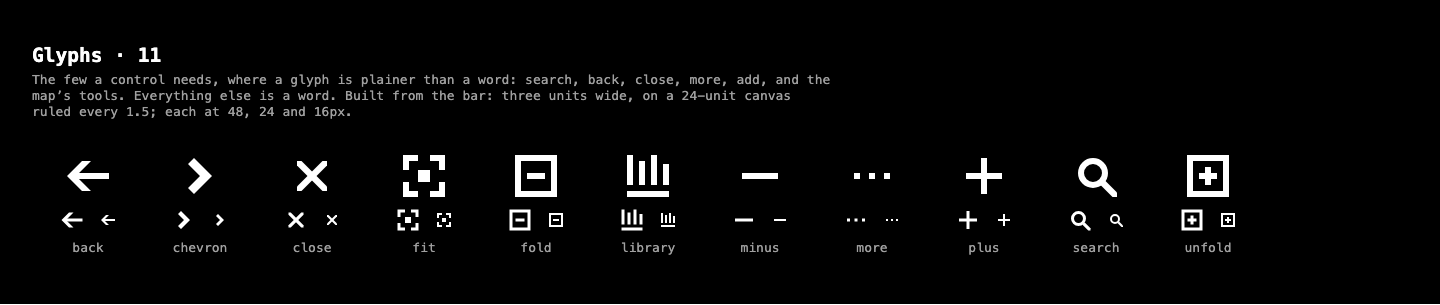 Glyphs · 11
The few a control needs, where a glyph is plainer than a word: search, back, close, more, add, and the
map’s tools. Everything else is a word. Built from the bar: three units wide, on a 24–unit canvas
ruled every 1.5; each at 48, 24 and 16px.
back chevron close fit fold library minus more plus search unfold